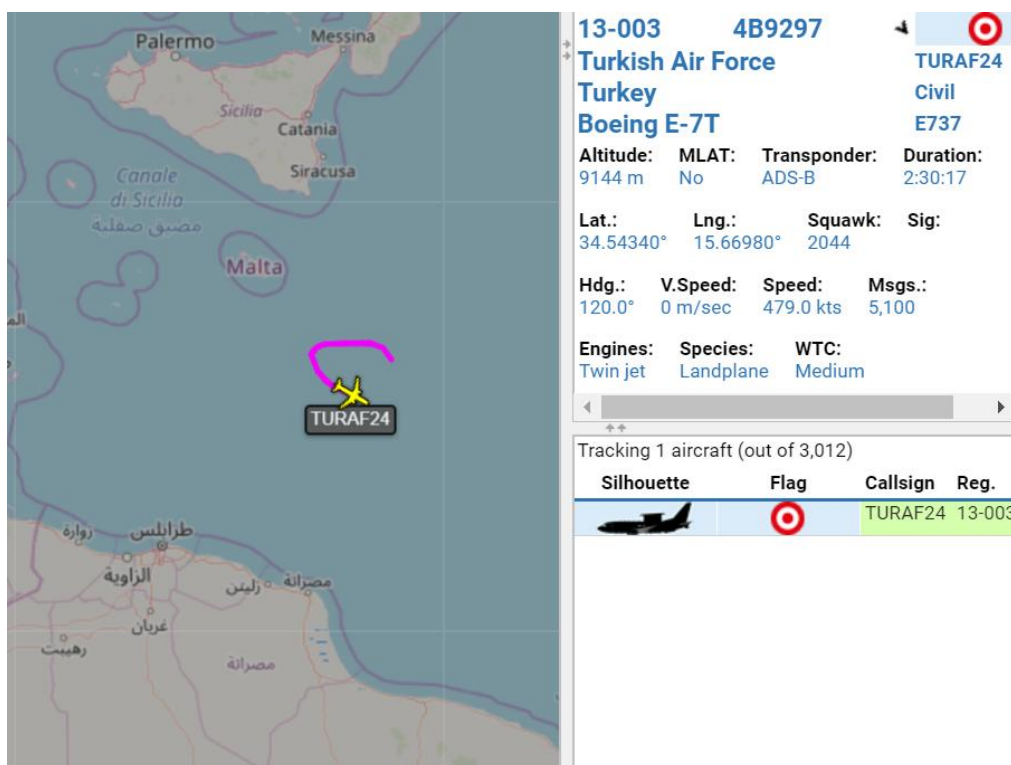 Palermo
Messina
Sicilia
Catania
Siracusa
Canale
di Sicilia
مضيق صقلية
Malta
TURAF24
زوارة
طرابلس
الزاوية
زليتن
مصراتة
غريان
رهيبت
مصراتة
13-003 4B9297
Turkish Air Force TURAF24
Turkey Civil
Boeing E-7T E737
Altitude: MLAT: Transponder: Duration:
9144 m No ADS-B 2:30:17
Lat.: Lng.: Squawk: Sig:
34.54340° 15.66980° 2044
Hdg.: V.Speed: Speed: Msgs.:
120.0° 0 m/sec 479.0 kts 5,100
Engines: Species: WTC:
Twin jet Landplane Medium
Tracking 1 aircraft (out of 3,012)
Silhouette Flag Callsign Reg.
TURAF24 13-003